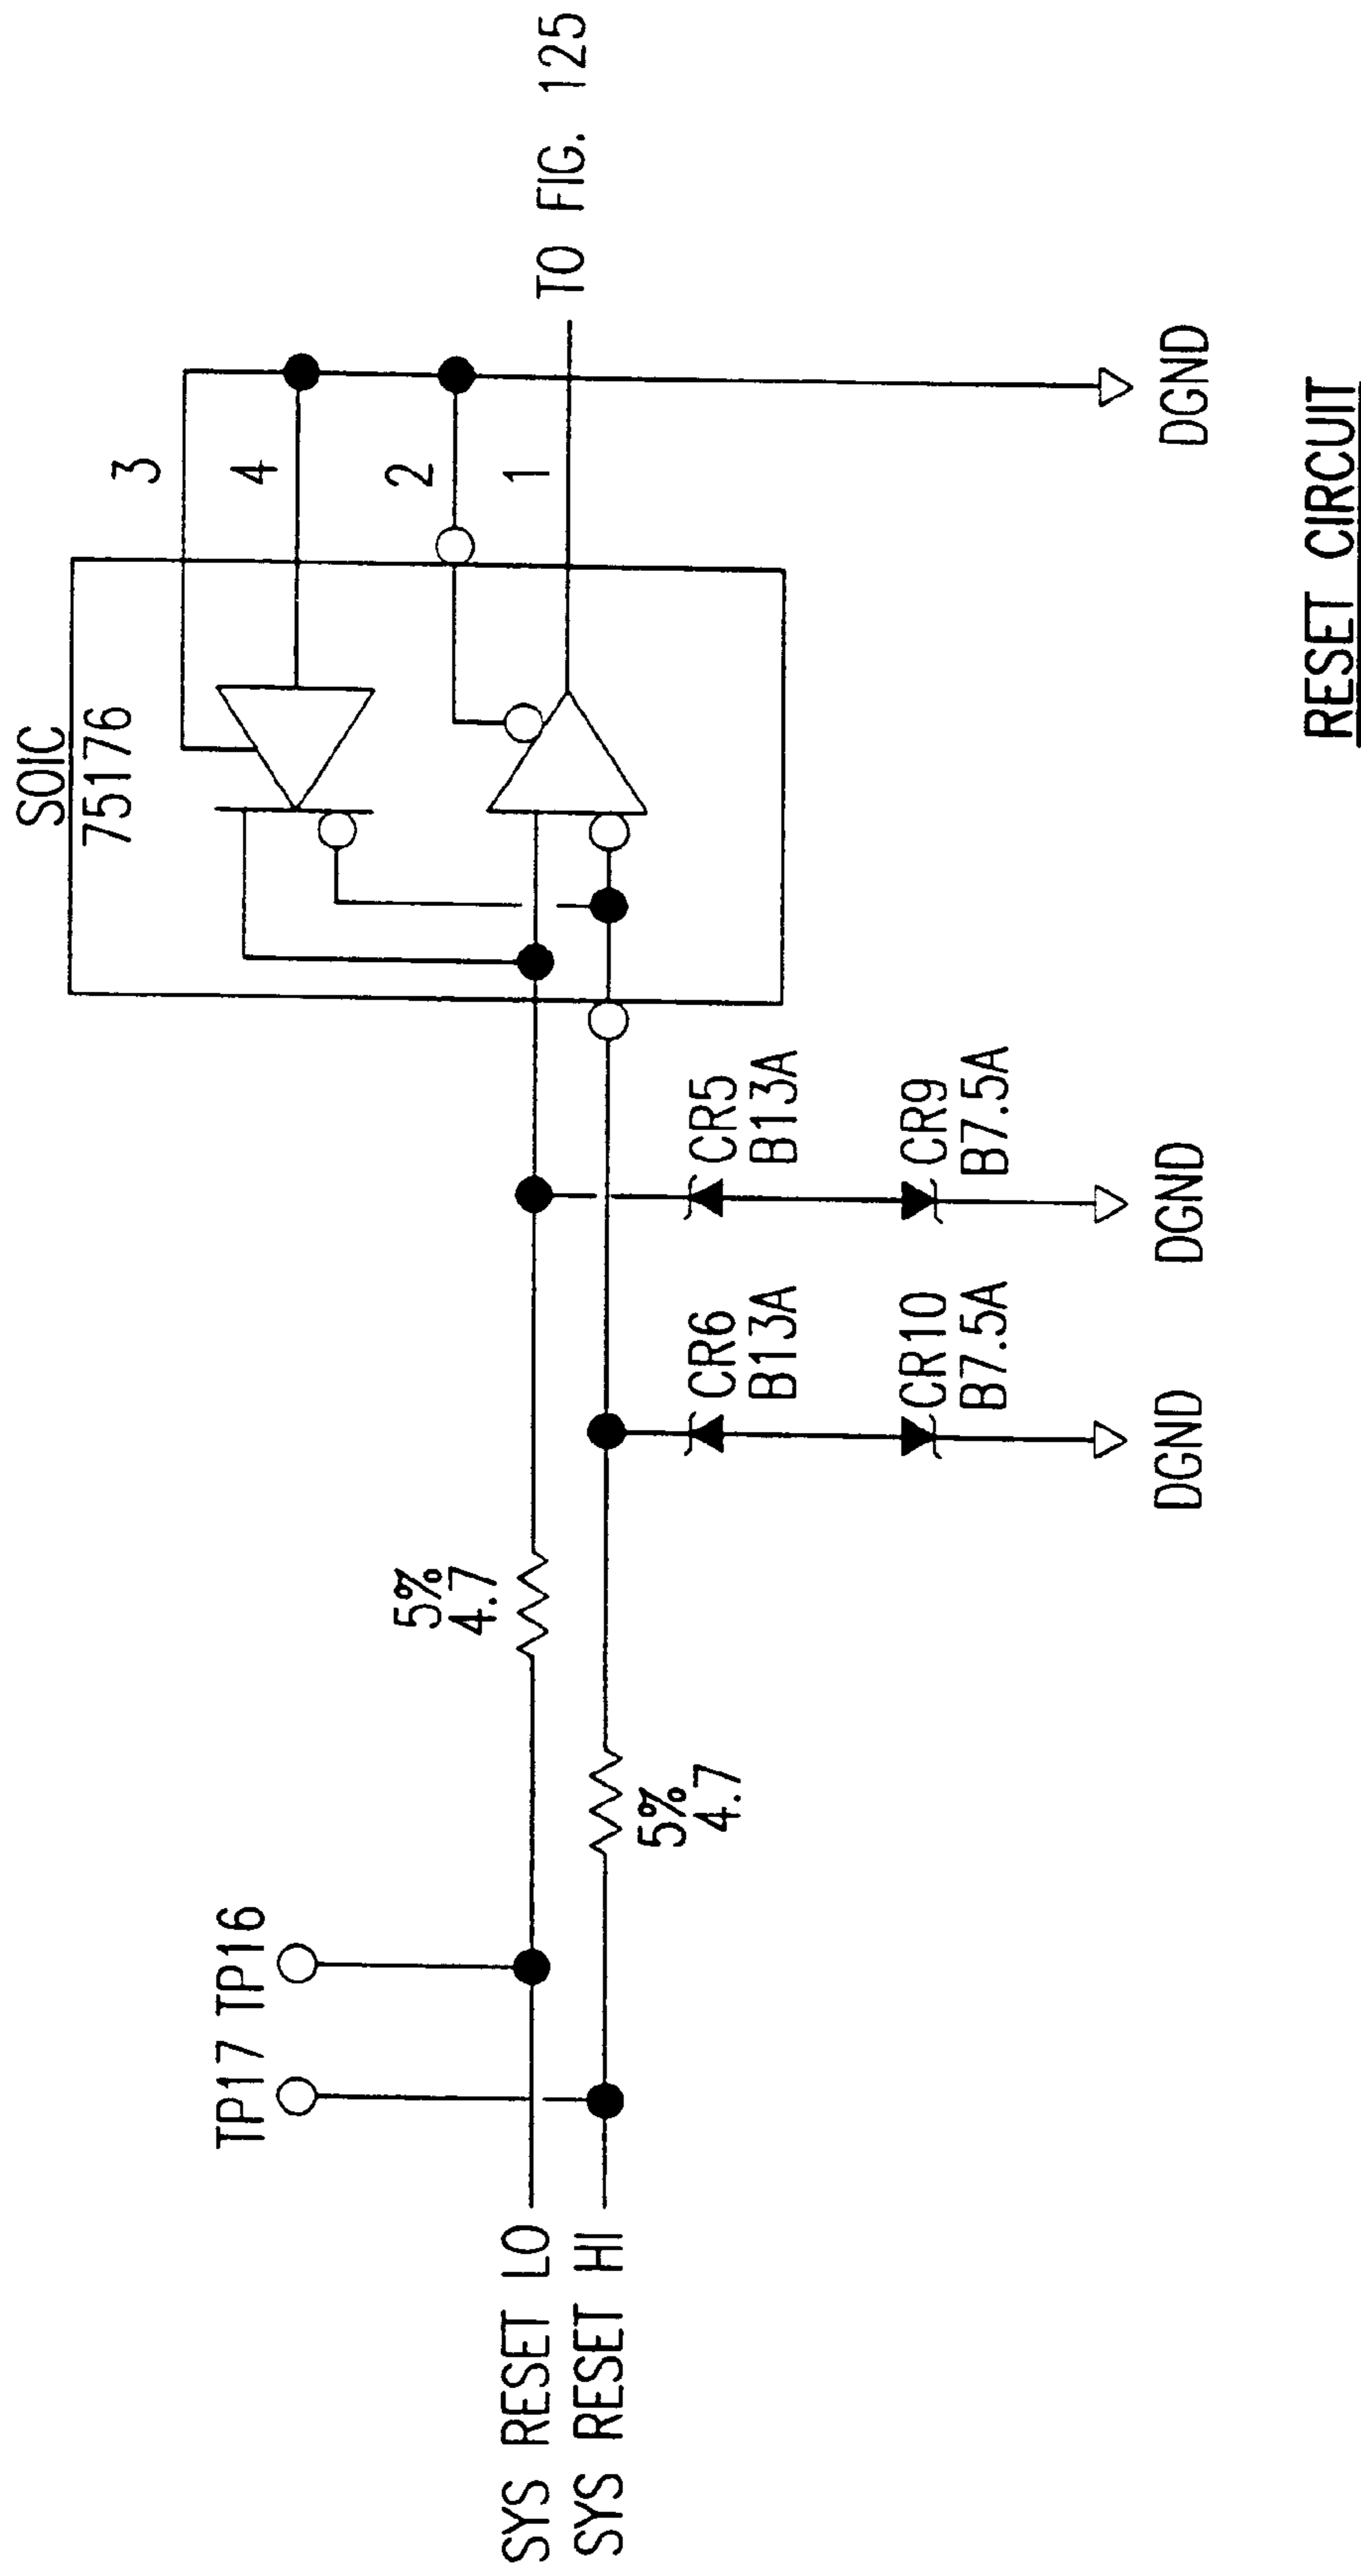 SOIC
75176
3
4
2
1
TO FIG. 125
TP17 TP16
5%
4.7
SYS RESET LO
SYS RESET HI
5%
4.7
CR6
B13A
CR5
B13A
CR10
B7.5A
CR9
B7.5A
DGND
DGND
DGND
RESET CIRCUIT